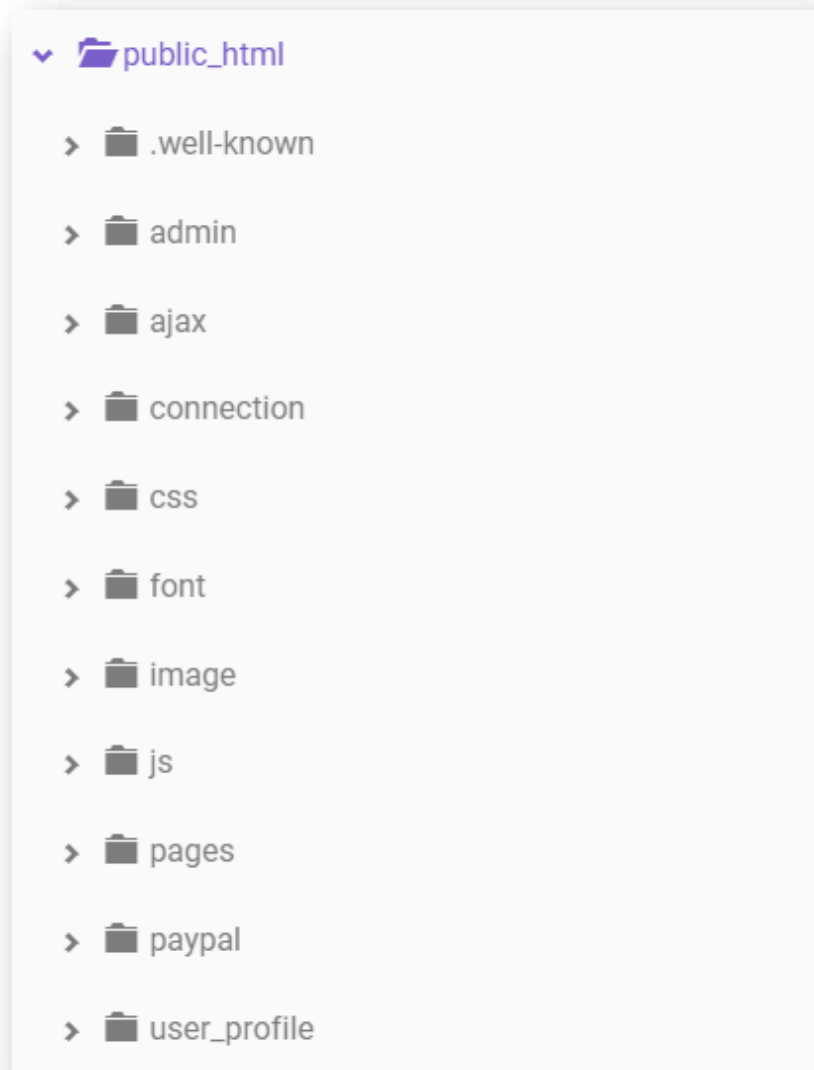 public_html
.well-known
admin
ajax
connection
css
font
image
js
pages
paypal
user_profile